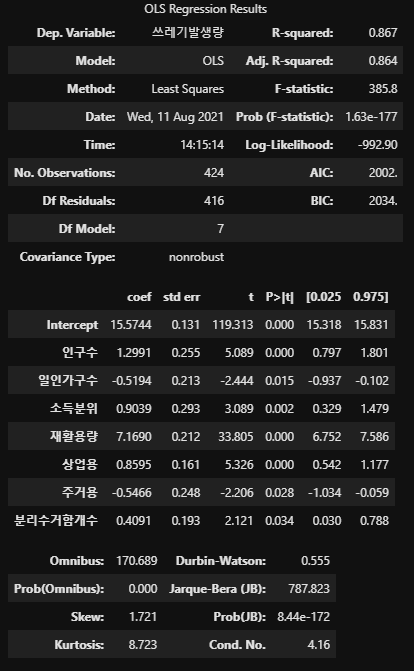 OLS Regression Results
Dep. Variable: 쓰레기발생량 R-squared: 0.867
Model: OLS Adj. R-squared: 0.864
Method: Least Squares F-statistic: 385.8
Date: Wed, 11 Aug 2021 Prob (F-statistic): 1.63e-177
Time: 14:15:14 Log-Likelihood: -992.90
No. Observations: 424 AIC: 2002.
Df Residuals: 416 BIC: 2034.
Df Model: 7
Covariance Type: nonrobust
coef std err t P>|t| [0.025 0.975]
Intercept 15.5744 0.131 119.313 0.000 15.318 15.831
인구수 1.2991 0.255 5.089 0.000 0.797 1.801
일인가구수 -0.5194 0.213 -2.444 0.015 -0.937 -0.102
소득분위 0.9039 0.293 3.089 0.002 0.329 1.479
재활용량 7.1690 0.212 33.805 0.000 6.752 7.586
상업용 0.8595 0.161 5.326 0.000 0.542 1.177
주거용 -0.5466 0.248 -2.206 0.028 -1.034 -0.059
분리수거함개수 0.4091 0.193 2.121 0.034 0.030 0.788
Omnibus: 170.689 Durbin-Watson: 0.555
Prob(Omnibus): 0.000 Jarque-Bera (JB): 787.823
Skew: 1.721 Prob(JB): 8.44e-172
Kurtosis: 8.723 Cond. No. 4.16